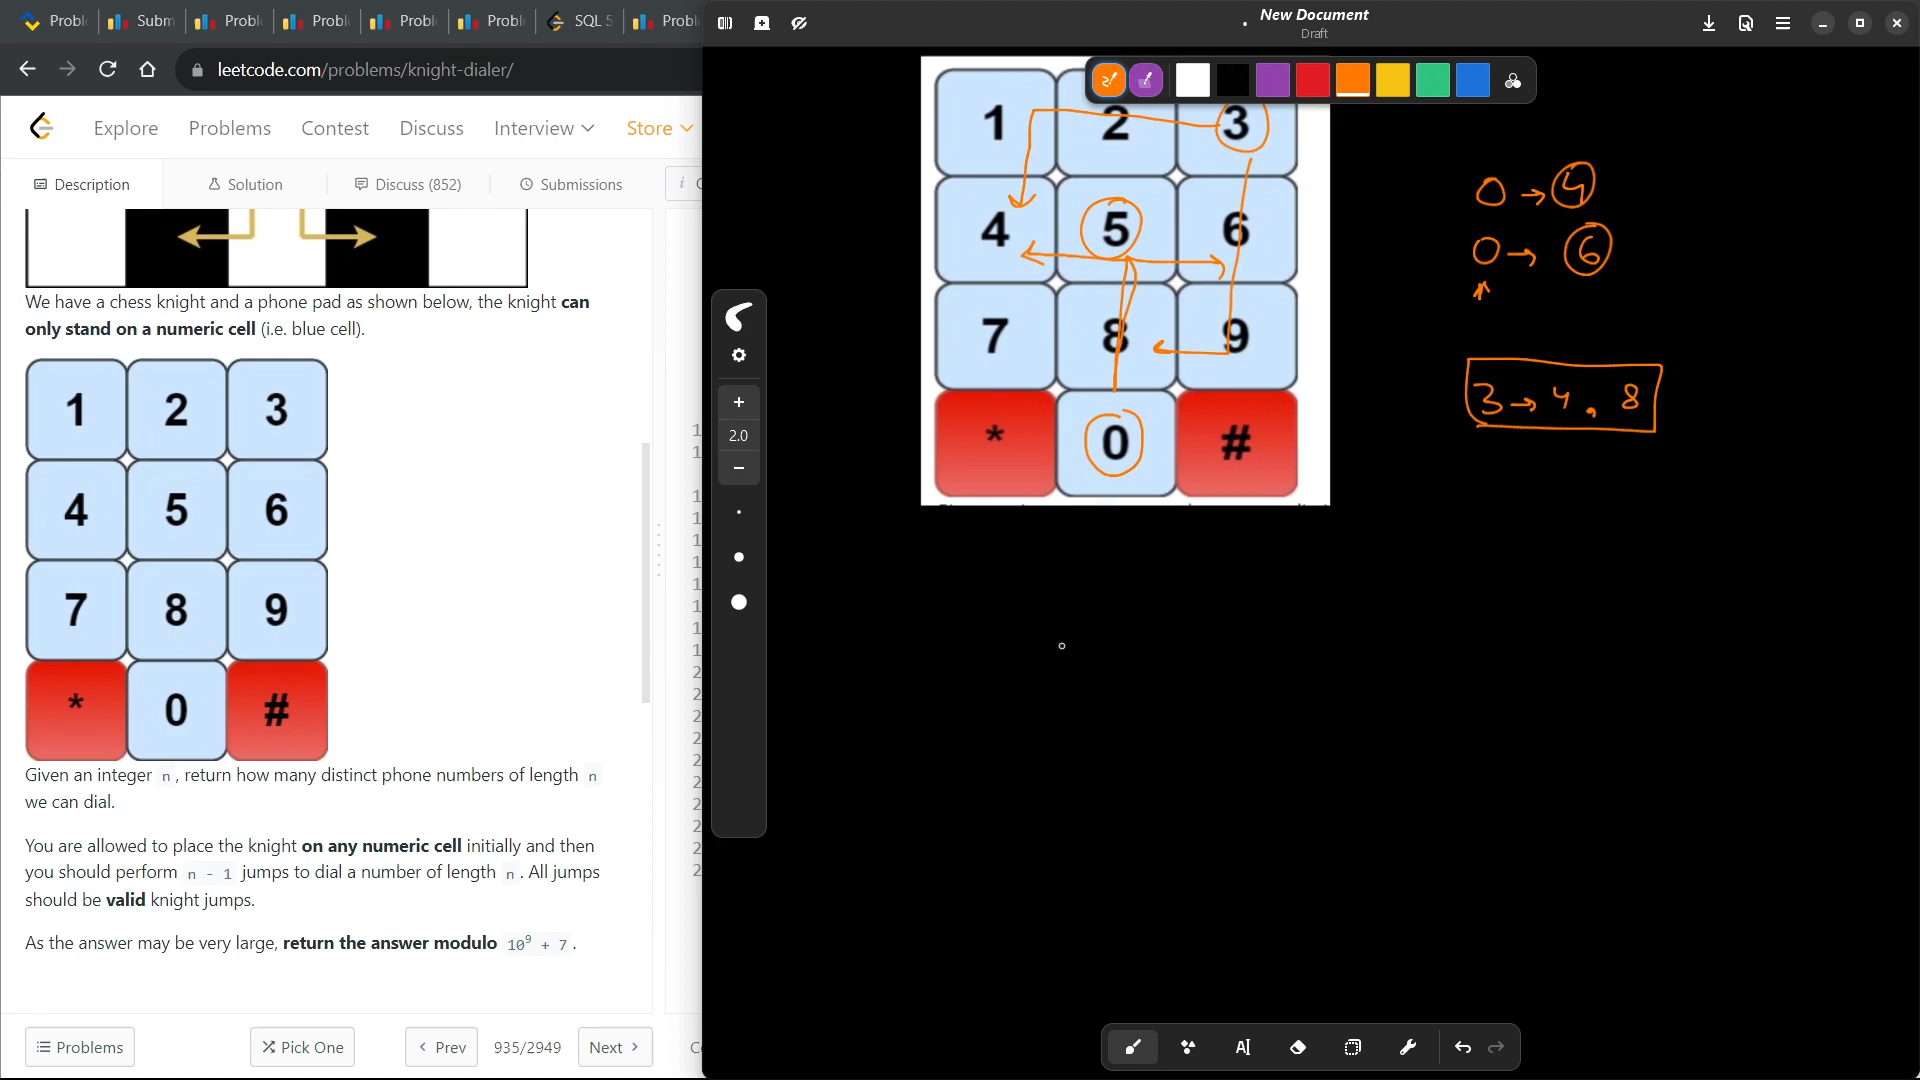 Probl
Subm
Probl
Probl
Probl
Probl
SQL 5
Proble
New Document
Draft
leetcode.com/problems/knight-dialer/
Explore
Problems
Contest
Discuss
Interview
Store
Description
Solution
Discuss (852)
Submissions
i
We have a chess knight and a phone pad as shown below, the knight can
only stand on a numeric cell (i.e. blue cell).
1 2 3
4 5 6
7 8 9
* 0 #
Given an integer n, return how many distinct phone numbers of length n
we can dial.
You are allowed to place the knight on any numeric cell initially and then
you should perform n - 1 jumps to dial a number of length n. All jumps
should be valid knight jumps.
As the answer may be very large, return the answer modulo 10⁹ + 7.
Problems
Pick One
Prev
935/2949
Next
+
2.0
−
1 2 3
4 5 6
7 8 9
* 0 #
0 → 4
0 → 6
3 → 4, 8
AI